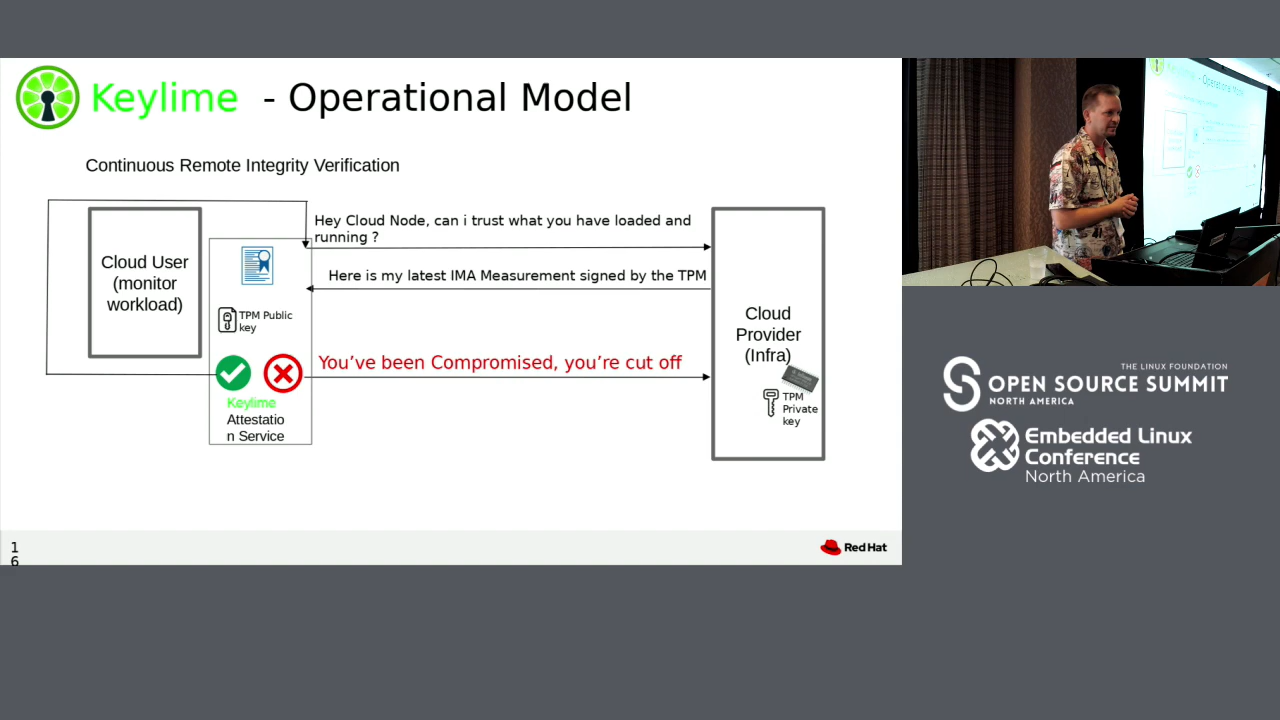 Keylime - Operational Model
Continuous Remote Integrity Verification
Cloud User
(monitor
workload)
Hey Cloud Node, can i trust what you have loaded and
running ?
Here is my latest IMA Measurement signed by the TPM
TPM Public
key
You've been Compromised, you're cut off
Keylime
Attestatio
n Service
Cloud
Provider
(Infra)
TPM
Private
key
1
6
Red Hat
Keylime - Operational Model
THE LINUX FOUNDATION
OPEN SOURCE SUMMIT
NORTH AMERICA
Embedded Linux
Conference
North America